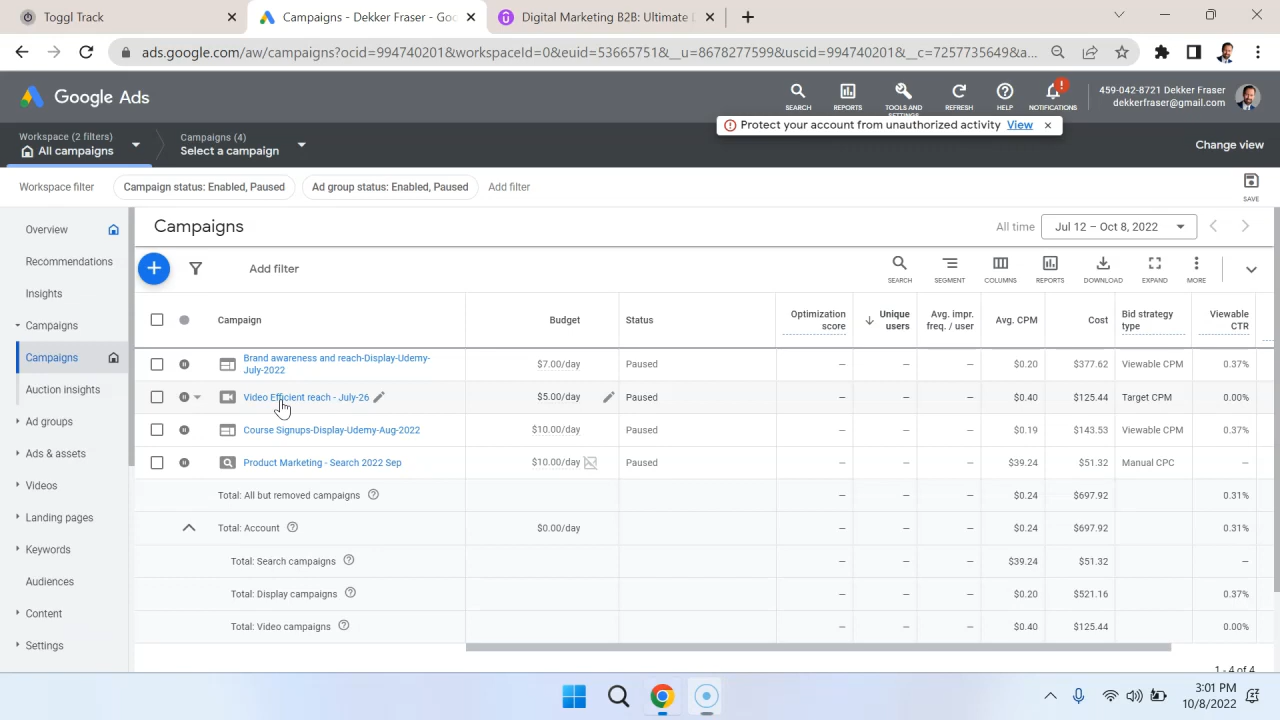 Toggl Track
Campaigns - Dekker Fraser - Goo
Digital Marketing B2B: Ultimate
ads.google.com/aw/campaigns?ocid=994740201&workspaceId=0&euid=53665751&__u=8678277599&uscid=994740201&__c=7257735649&a...
Google Ads
SEARCH
REPORTS
TOOLS AND
SETTINGS
REFRESH
HELP
NOTIFICATIONS
459-042-8721 Dekker Fraser
dekkerfraser@gmail.com
Protect your account from unauthorized activity View
Workspace (2 filters)
All campaigns
Campaigns (4)
Select a campaign
Change view
Workspace filter
Campaign status: Enabled, Paused
Ad group status: Enabled, Paused
Add filter
SAVE
Overview
Recommendations
Insights
Campaigns
Campaigns
Auction insights
Ad groups
Ads & assets
Videos
Landing pages
Keywords
Audiences
Content
Settings
Campaigns
All time
Jul 12 – Oct 8, 2022
Add filter
SEARCH
SEGMENT
COLUMNS
REPORTS
DOWNLOAD
EXPAND
MORE
Campaign
Budget
Status
Optimization
score
Unique
users
Avg. impr.
freq. / user
Avg. CPM
Cost
Bid strategy
type
Viewable
CTR
Brand awareness and reach-Display-Udemy-
July-2022
$7.00/day
Paused
–
–
–
$0.20
$377.62
Viewable CPM
0.37%
Video Efficient reach - July-26
$5.00/day
Paused
–
–
–
$0.40
$125.44
Target CPM
0.00%
Course Signups-Display-Udemy-Aug-2022
$10.00/day
Paused
–
–
–
$0.19
$143.53
Viewable CPM
0.37%
Product Marketing - Search 2022 Sep
$10.00/day
Paused
–
–
–
$39.24
$51.32
Manual CPC
–
Total: All but removed campaigns
–
–
–
$0.24
$697.92
0.31%
Total: Account
$0.00/day
–
–
–
$0.24
$697.92
0.31%
Total: Search campaigns
–
–
–
$39.24
$51.32
–
Total: Display campaigns
–
–
–
$0.20
$521.16
0.37%
Total: Video campaigns
–
–
–
$0.40
$125.44
0.00%
1 - 4 of 4
3:01 PM
10/8/2022